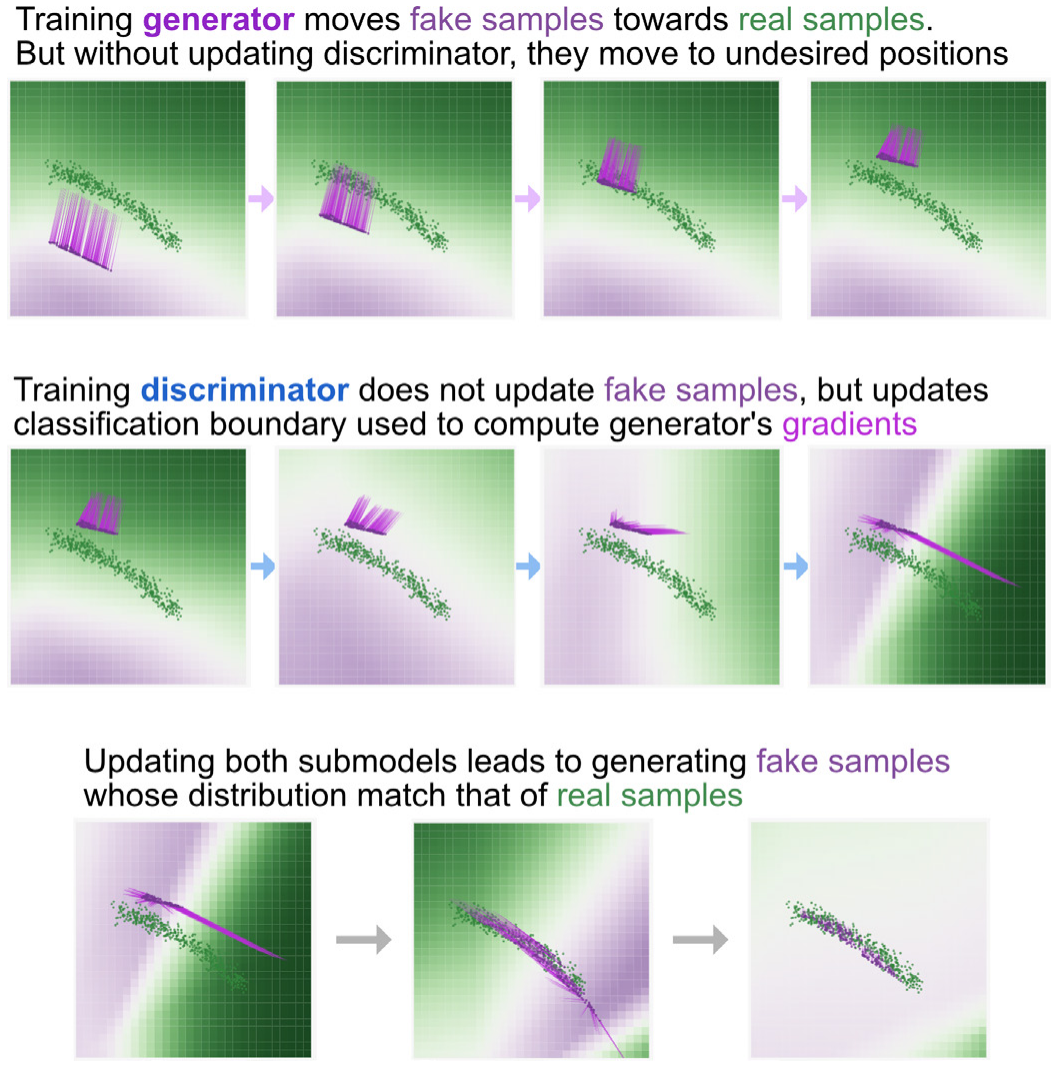 Training generator moves fake samples towards real samples.
But without updating discriminator, they move to undesired positions
Training discriminator does not update fake samples, but updates
classification boundary used to compute generator's gradients
Updating both submodels leads to generating fake samples
whose distribution match that of real samples